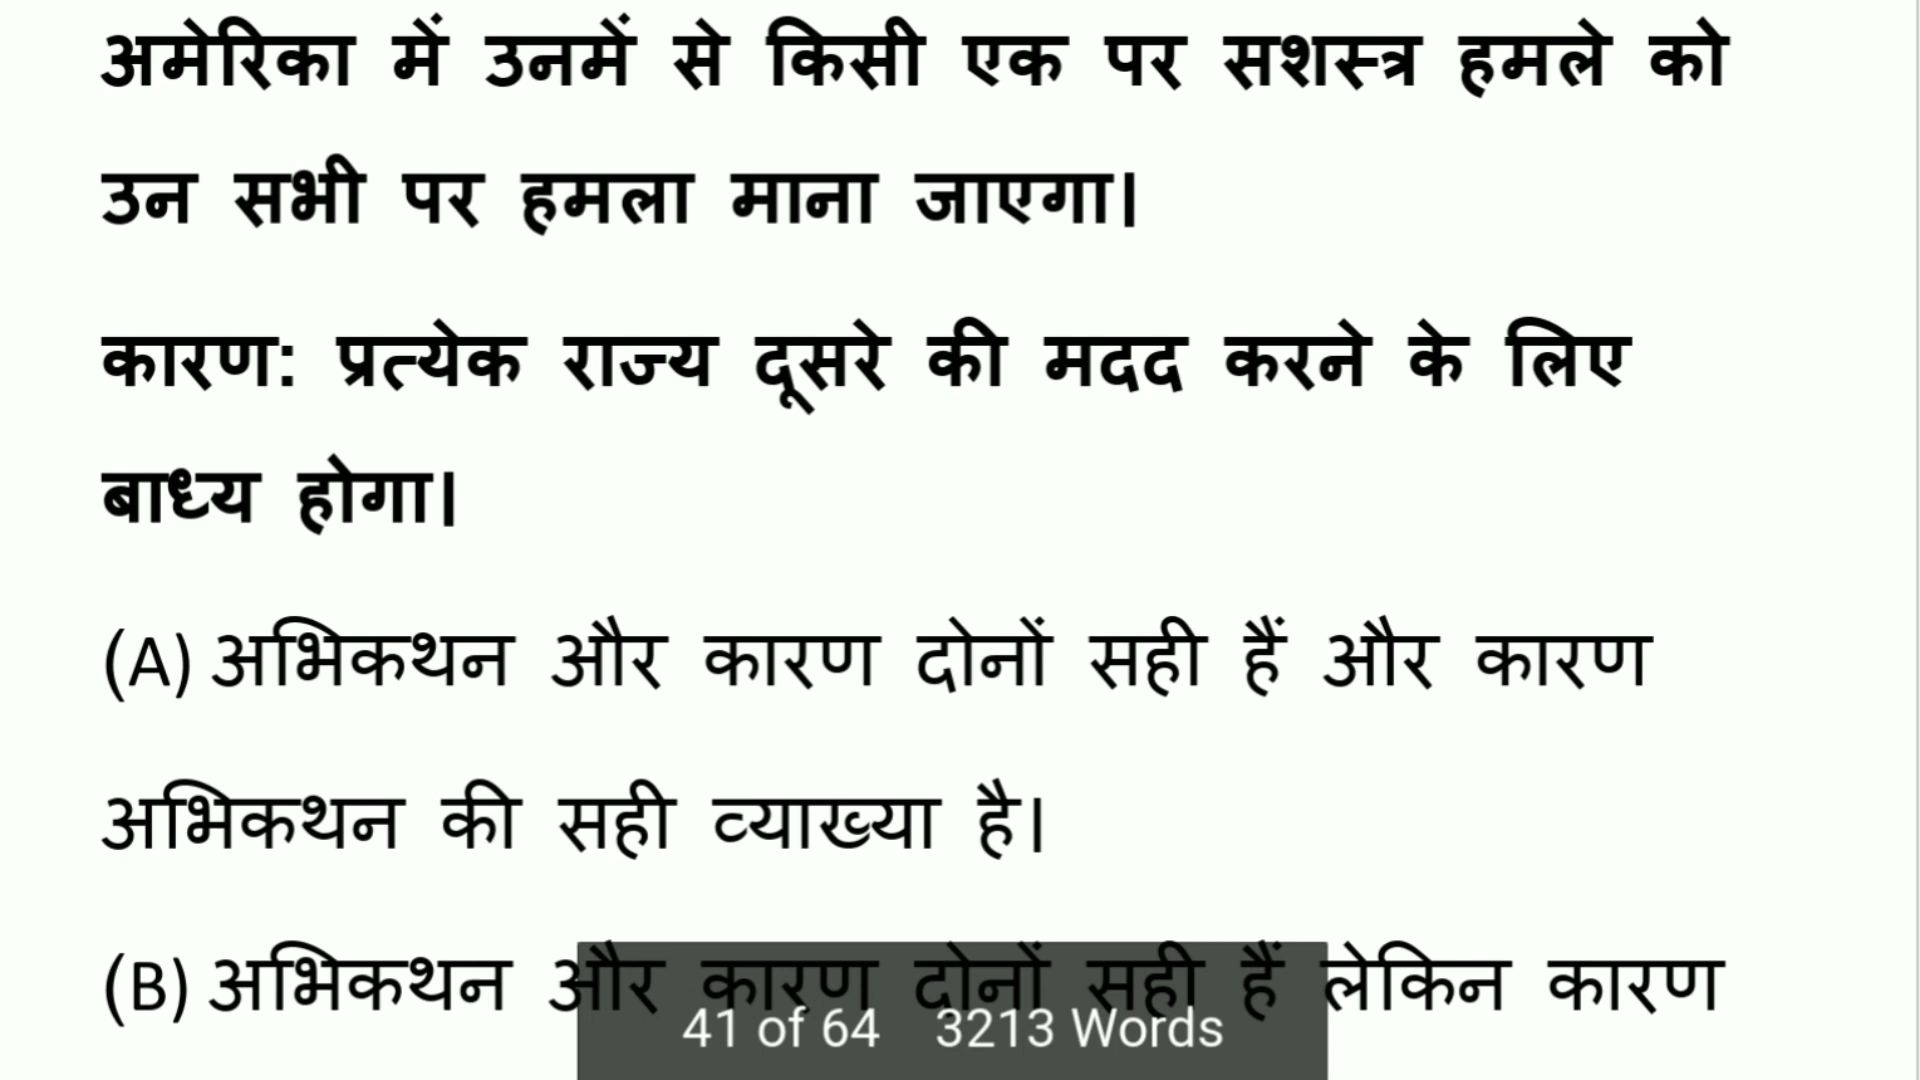 अमेरिका में उनमें से किसी एक पर सशस्त्र हमले को
उन सभी पर हमला माना जाएगा।
कारण: प्रत्येक राज्य दूसरे की मदद करने के लिए
बाध्य होगा।
(A) अभिकथन और कारण दोनों सही हैं और कारण
अभिकथन की सही व्याख्या है।
(B) अभिकथन और कारण दोनों सही हैं लेकिन कारण
41 of 64 3213 Words